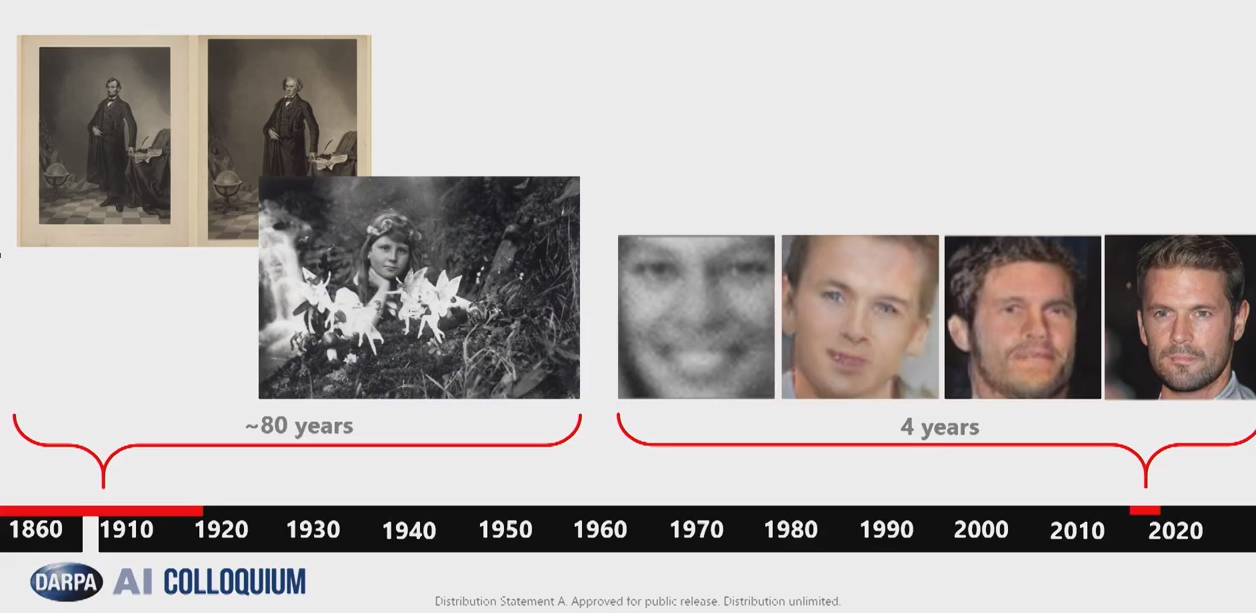 ~80 years
4 years
1860 1910 1920 1930 1940 1950 1960 1970 1980 1990 2000 2010 2020
DARPA AI COLLOQUIUM
Distribution Statement A. Approved for public release. Distribution unlimited.